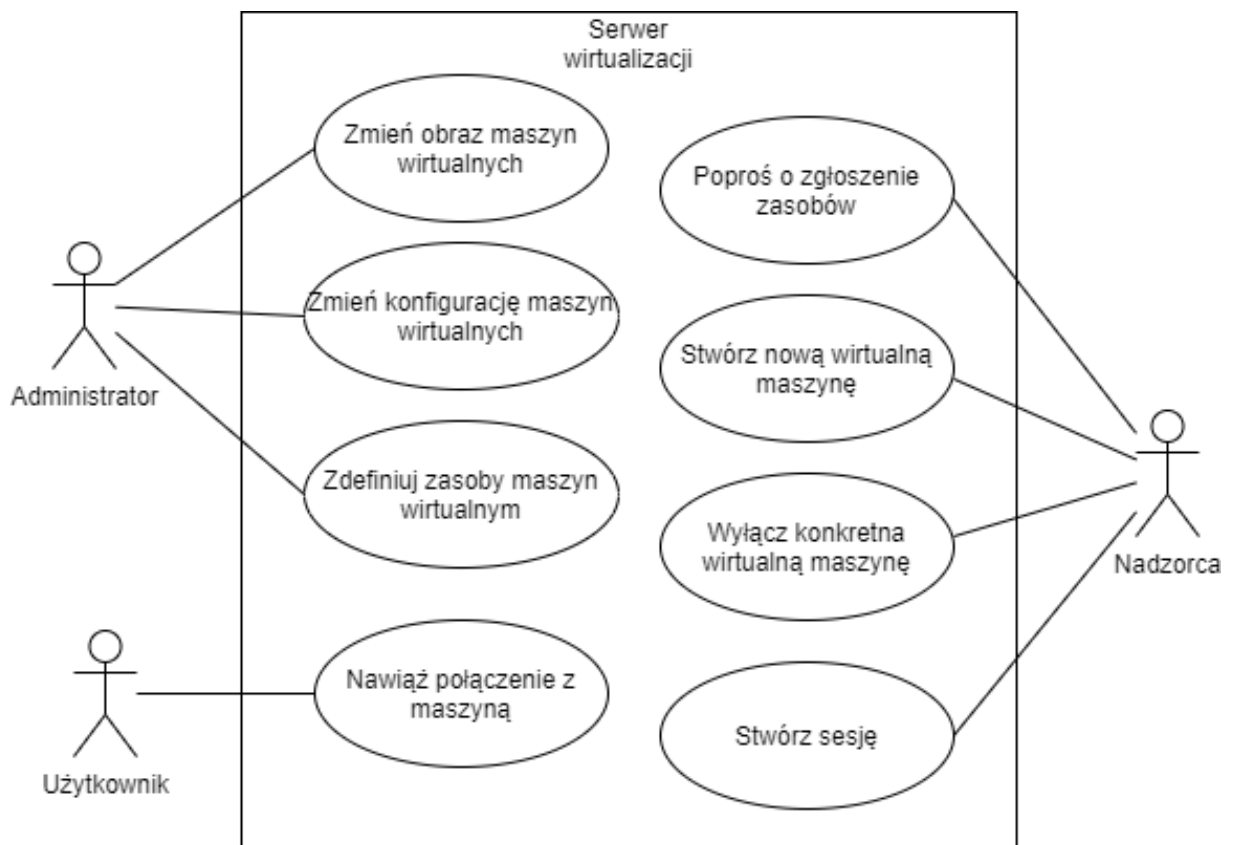 Serwer
wirtualizacji
Zmień obraz maszyn
wirtualnych
Poproś o zgłoszenie
zasobów
Zmień konfigurację maszyn
wirtualnych
Administrator
Stwórz nową wirtualną
maszynę
Zdefiniuj zasoby maszyn
wirtualnym
Wyłącz konkretna
wirtualną maszynę
Nadzorca
Nawiąż połączenie z
maszyną
Użytkownik
Stwórz sesję